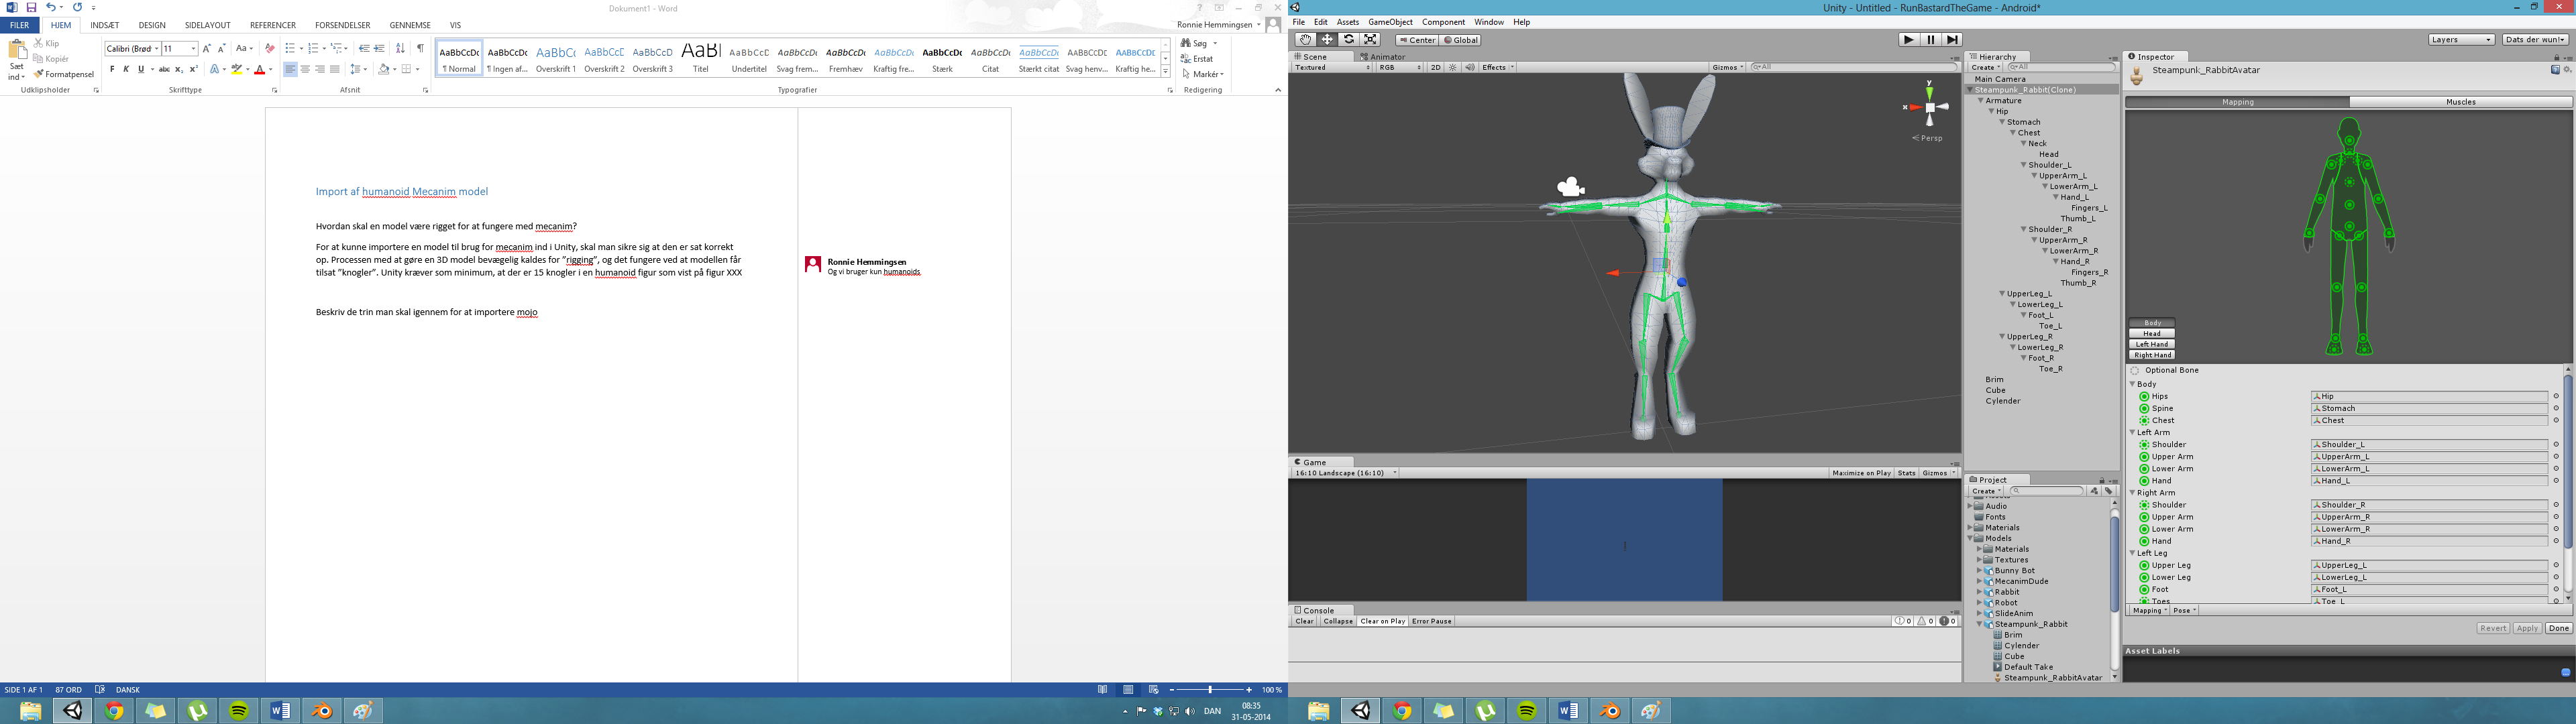 Dokument1 - Word
FILER HJEM INDSÆT DESIGN SIDELAYOUT REFERENCER FORSENDELSER GENNEMSE VIS
Ronnie Hemmingsen
Sæt ind
Klip
Kopiér
Formatpensel
Udklipsholder
Calibri (Brød 11
F K U abc x₂ x²
Skrifttype
Afsnit
AaBbCcDc AaBbCcDc AaBbCc AaBbCcD AaBbCcD AaBl AaBbCcD AaBbCcDc AaBbCcDc AaBbCcDc AaBbCcDc AaBbCcDc AaBbCcDc AaBbCcDc AaBbCcDc
¶ Normal ¶ Ingen af... Overskrift 1 Overskrift 2 Overskrift 3 Titel Undertitel Svag frem... Fremhæv Kraftig fre... Stærk Citat Stærkt citat Svag henv... Kraftig he...
Typografier
Søg
Erstat
Markér
Redigering
Import af humanoid Mecanim model
Hvordan skal en model være rigget for at fungere med mecanim?
For at kunne importere en model til brug for mecanim ind i Unity, skal man sikre sig at den er sat korrekt
op. Processen med at gøre en 3D model bevægelig kaldes for ”rigging”, og det fungere ved at modellen får
tilsat ”knogler”. Unity kræver som minimum, at der er 15 knogler i en humanoid figur som vist på figur XXX
Beskriv de trin man skal igennem for at importere mojo
Ronnie Hemmingsen
Og vi bruger kun humanoids
SIDE 1 AF 1 87 ORD DANSK
100 %
DAN
08:35
31-05-2014
Unity - Untitled - RunBastardTheGame - Android*
File Edit Assets GameObject Component Window Help
Center Global
Layers
Dats der wun!
Scene Animator
Textured RGB 2D Effects Gizmos All
y
x
Persp
Game
16:10 Landscape (16:10) Maximize on Play Stats Gizmos
Console
Clear Collapse Clear on Play Error Pause 0 0 0
Hierarchy
Create All
Main Camera
Steampunk_Rabbit(Clone)
Armature
Hip
Stomach
Chest
Neck
Head
Shoulder_L
UpperArm_L
LowerArm_L
Hand_L
Fingers_L
Thumb_L
Shoulder_R
UpperArm_R
LowerArm_R
Hand_R
Fingers_R
Thumb_R
UpperLeg_L
LowerLeg_L
Foot_L
Toe_L
UpperLeg_R
LowerLeg_R
Foot_R
Toe_R
Brim
Cube
Cylender
Project
Create
Audio
Fonts
Materials
Models
Materials
Textures
Bunny Bot
MecanimDude
Rabbit
Robot
SlideAnim
Steampunk_Rabbit
Brim
Cylender
Cube
Default Take
Steampunk_RabbitAvatar
Inspector
Steampunk_RabbitAvatar
Mapping Muscles
Body
Head
Left Hand
Right Hand
Optional Bone
Body
Hips Hip
Spine Stomach
Chest Chest
Left Arm
Shoulder Shoulder_L
Upper Arm UpperArm_L
Lower Arm LowerArm_L
Hand Hand_L
Right Arm
Shoulder Shoulder_R
Upper Arm UpperArm_R
Lower Arm LowerArm_R
Hand Hand_R
Left Leg
Upper Leg UpperLeg_L
Lower Leg LowerLeg_L
Foot Foot_L
Toes Toe_L
Mapping Pose
Revert Apply Done
Asset Labels